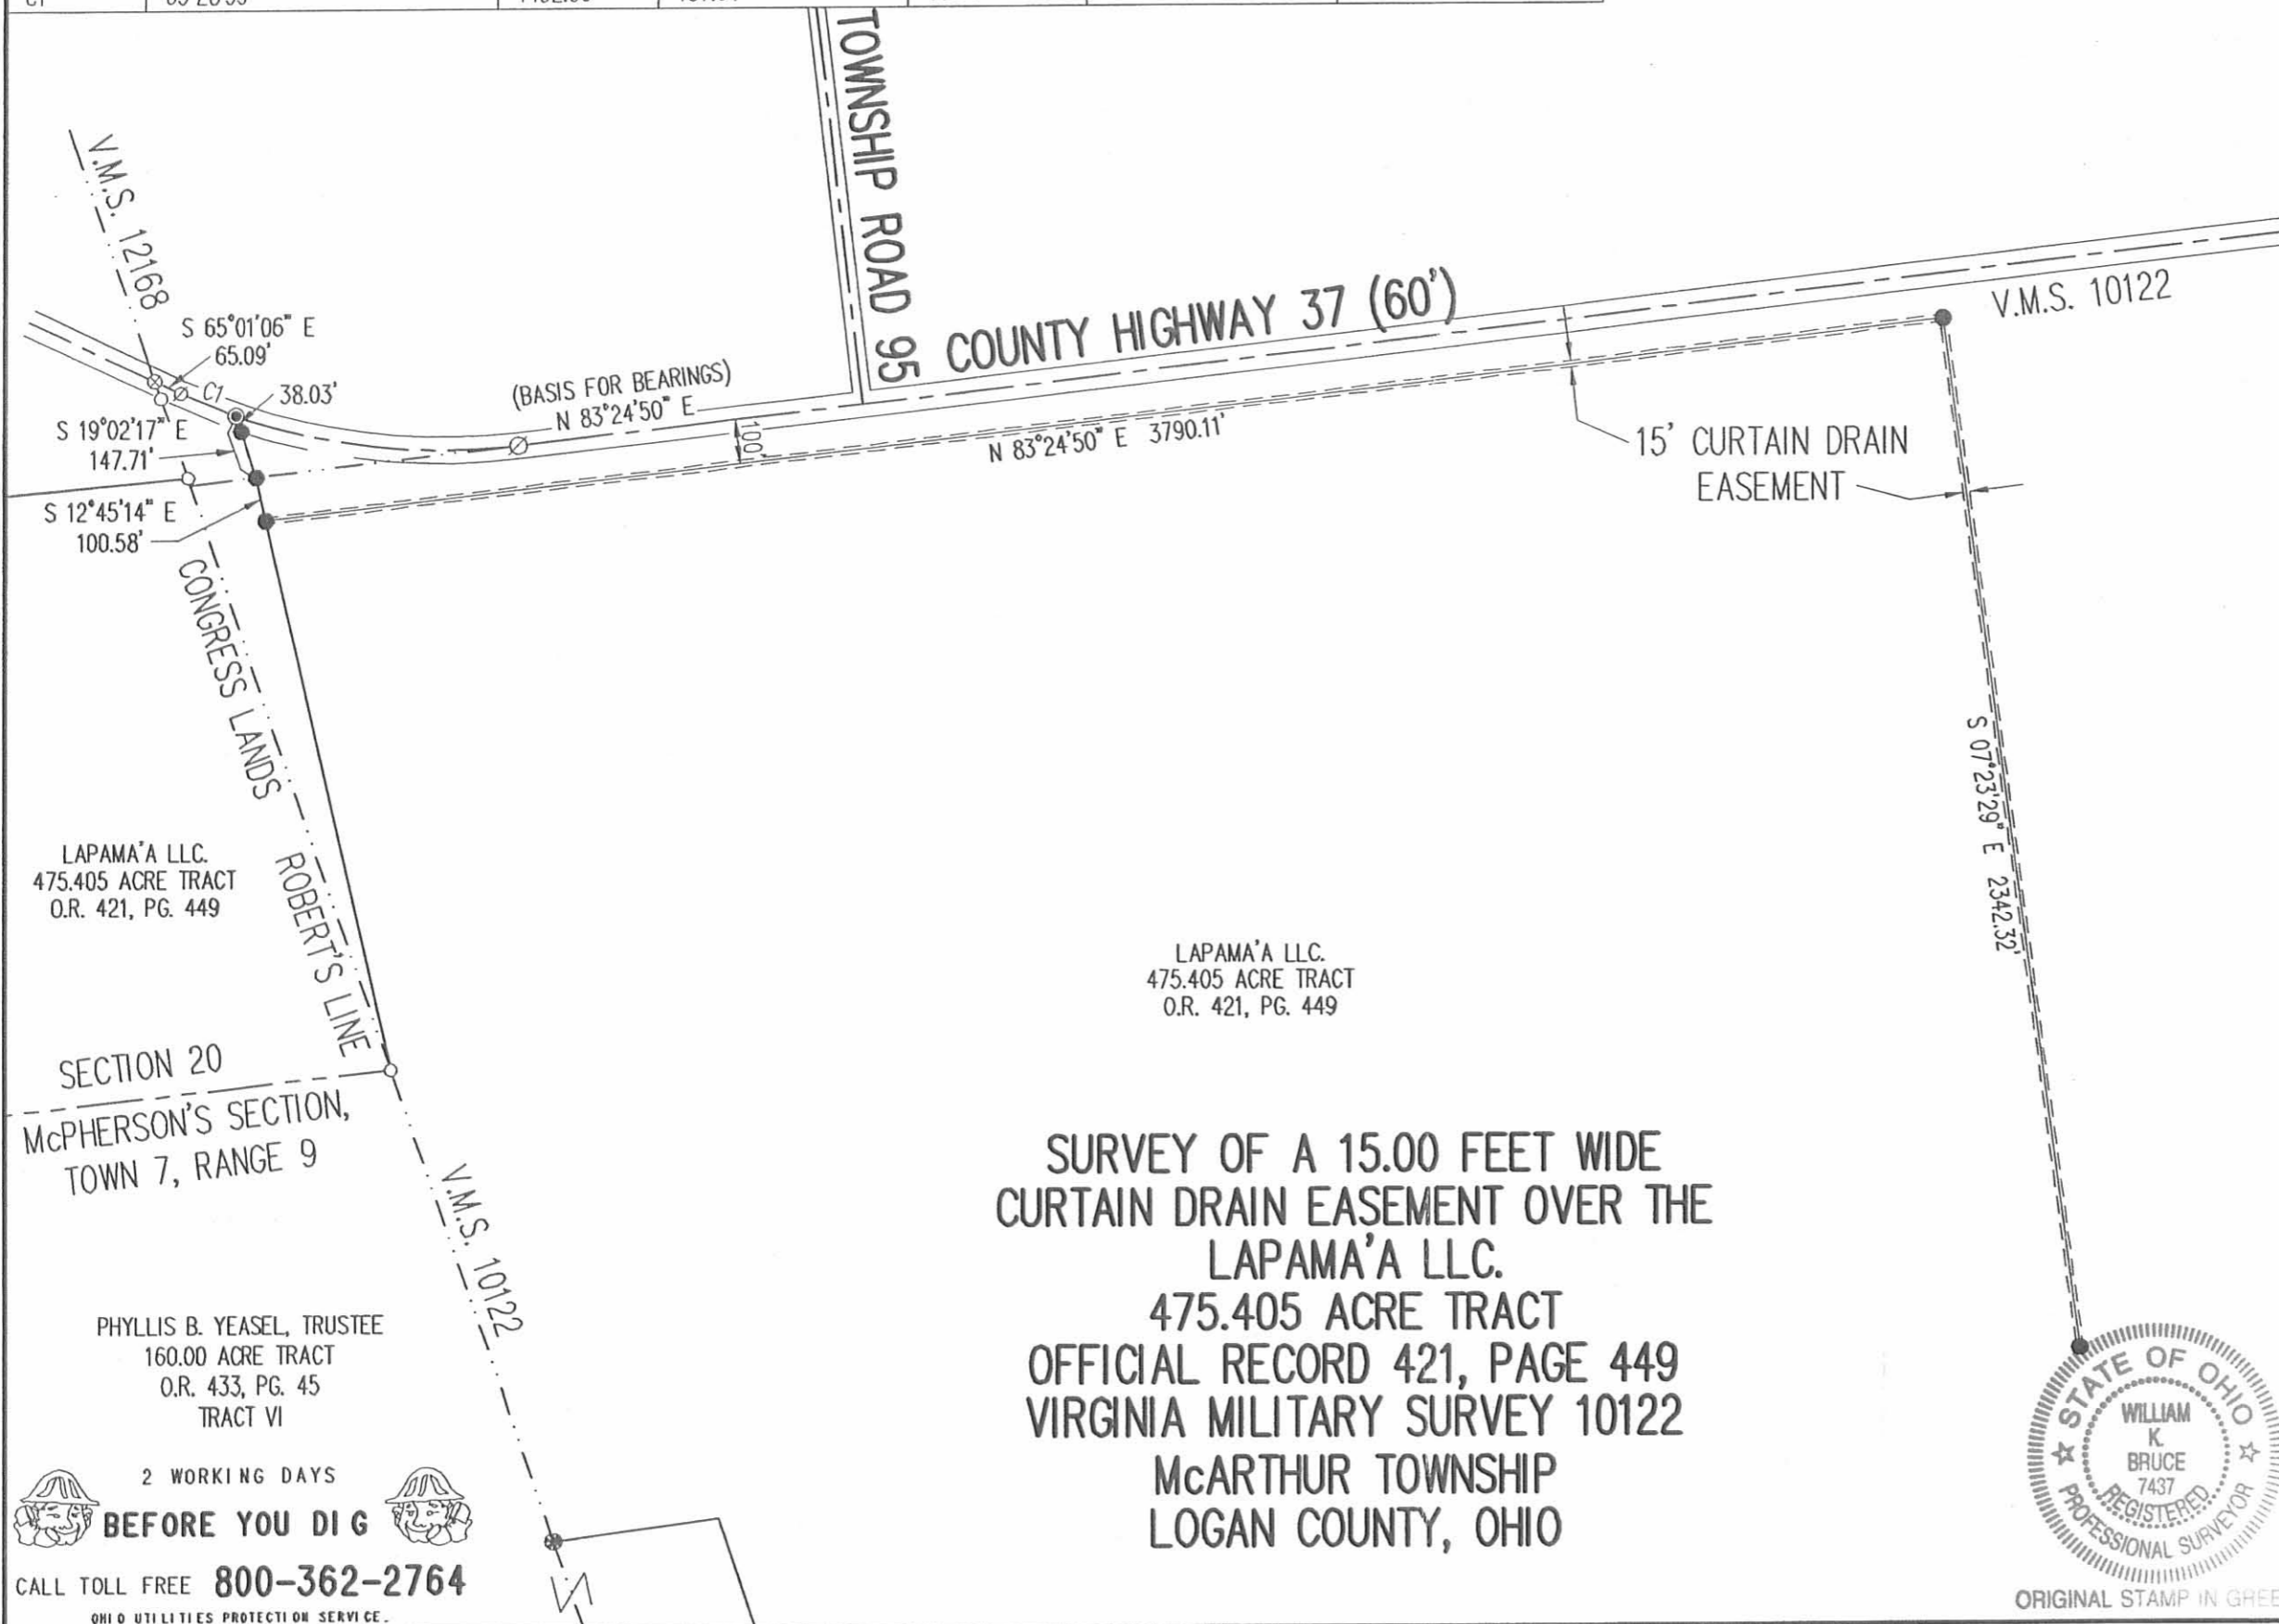 C1
TOWNSHIP ROAD 95
V.M.S. 12168
S 65°01'06" E
65.09'
C1
38.03'
(BASIS FOR BEARINGS)
N 83°24'50" E
COUNTY HIGHWAY 37 (60')
V.M.S. 10122
S 19°02'17" E
147.71'
100'
N 83°24'50" E 3790.11'
15' CURTAIN DRAIN
EASEMENT
S 12°45'14" E
100.58'
CONGRESS LANDS
ROBERT'S LINE
S 07°23'29" E 2342.32'
LAPAMA'A LLC.
475.405 ACRE TRACT
O.R. 421, PG. 449
LAPAMA'A LLC.
475.405 ACRE TRACT
O.R. 421, PG. 449
SECTION 20
McPHERSON'S SECTION,
TOWN 7, RANGE 9
V.M.S. 10122
SURVEY OF A 15.00 FEET WIDE
CURTAIN DRAIN EASEMENT OVER THE
LAPAMA'A LLC.
475.405 ACRE TRACT
OFFICIAL RECORD 421, PAGE 449
VIRGINIA MILITARY SURVEY 10122
McARTHUR TOWNSHIP
LOGAN COUNTY, OHIO
PHYLLIS B. YEASEL, TRUSTEE
160.00 ACRE TRACT
O.R. 433, PG. 45
TRACT VI
2 WORKING DAYS
BEFORE YOU DIG
CALL TOLL FREE 800-362-2764
OHIO UTILITIES PROTECTION SERVICE.
STATE OF OHIO
WILLIAM
K.
BRUCE
7437
REGISTERED
PROFESSIONAL SURVEYOR
ORIGINAL STAMP IN GREE